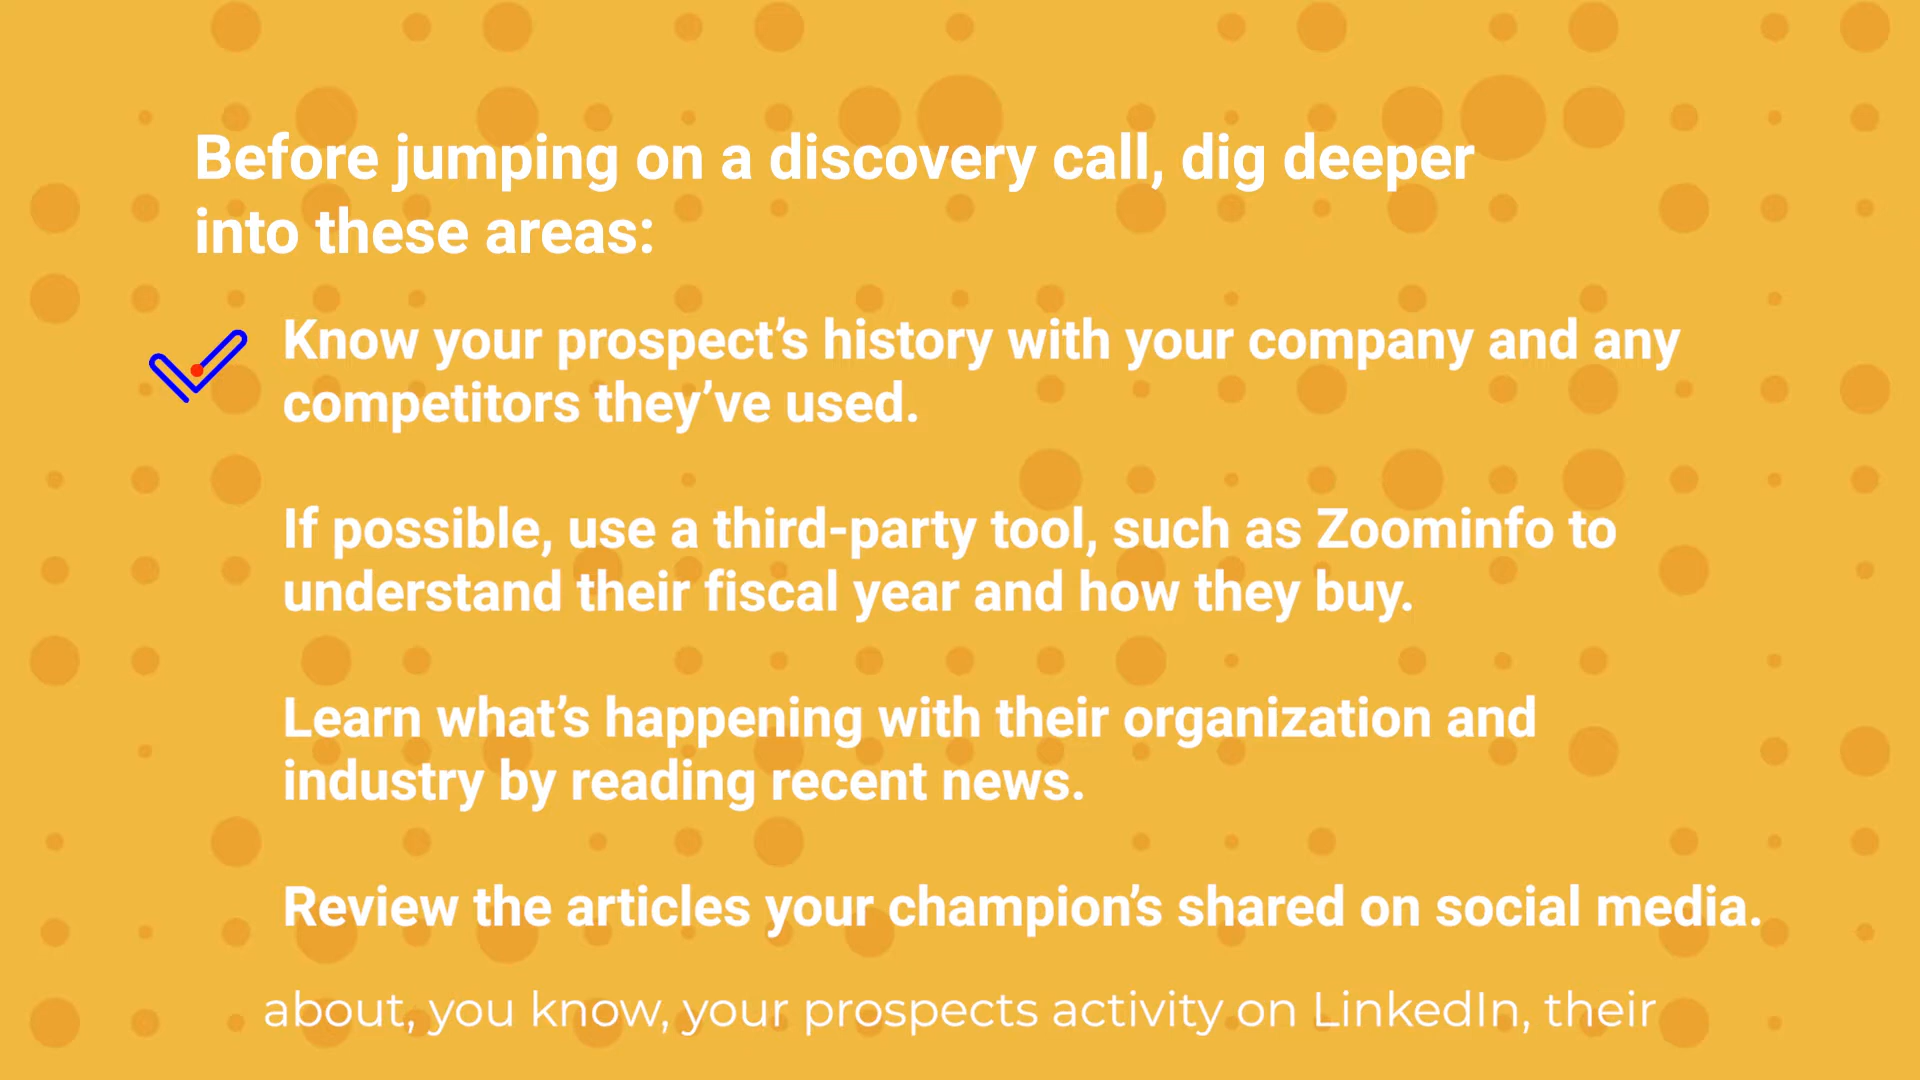 Before jumping on a discovery call, dig deeper
into these areas:
Know your prospect’s history with your company and any
competitors they’ve used.
If possible, use a third-party tool, such as Zoominfo to
understand their fiscal year and how they buy.
Learn what’s happening with their organization and
industry by reading recent news.
Review the articles your champion’s shared on social media.
about, you know, your prospects activity on LinkedIn, their